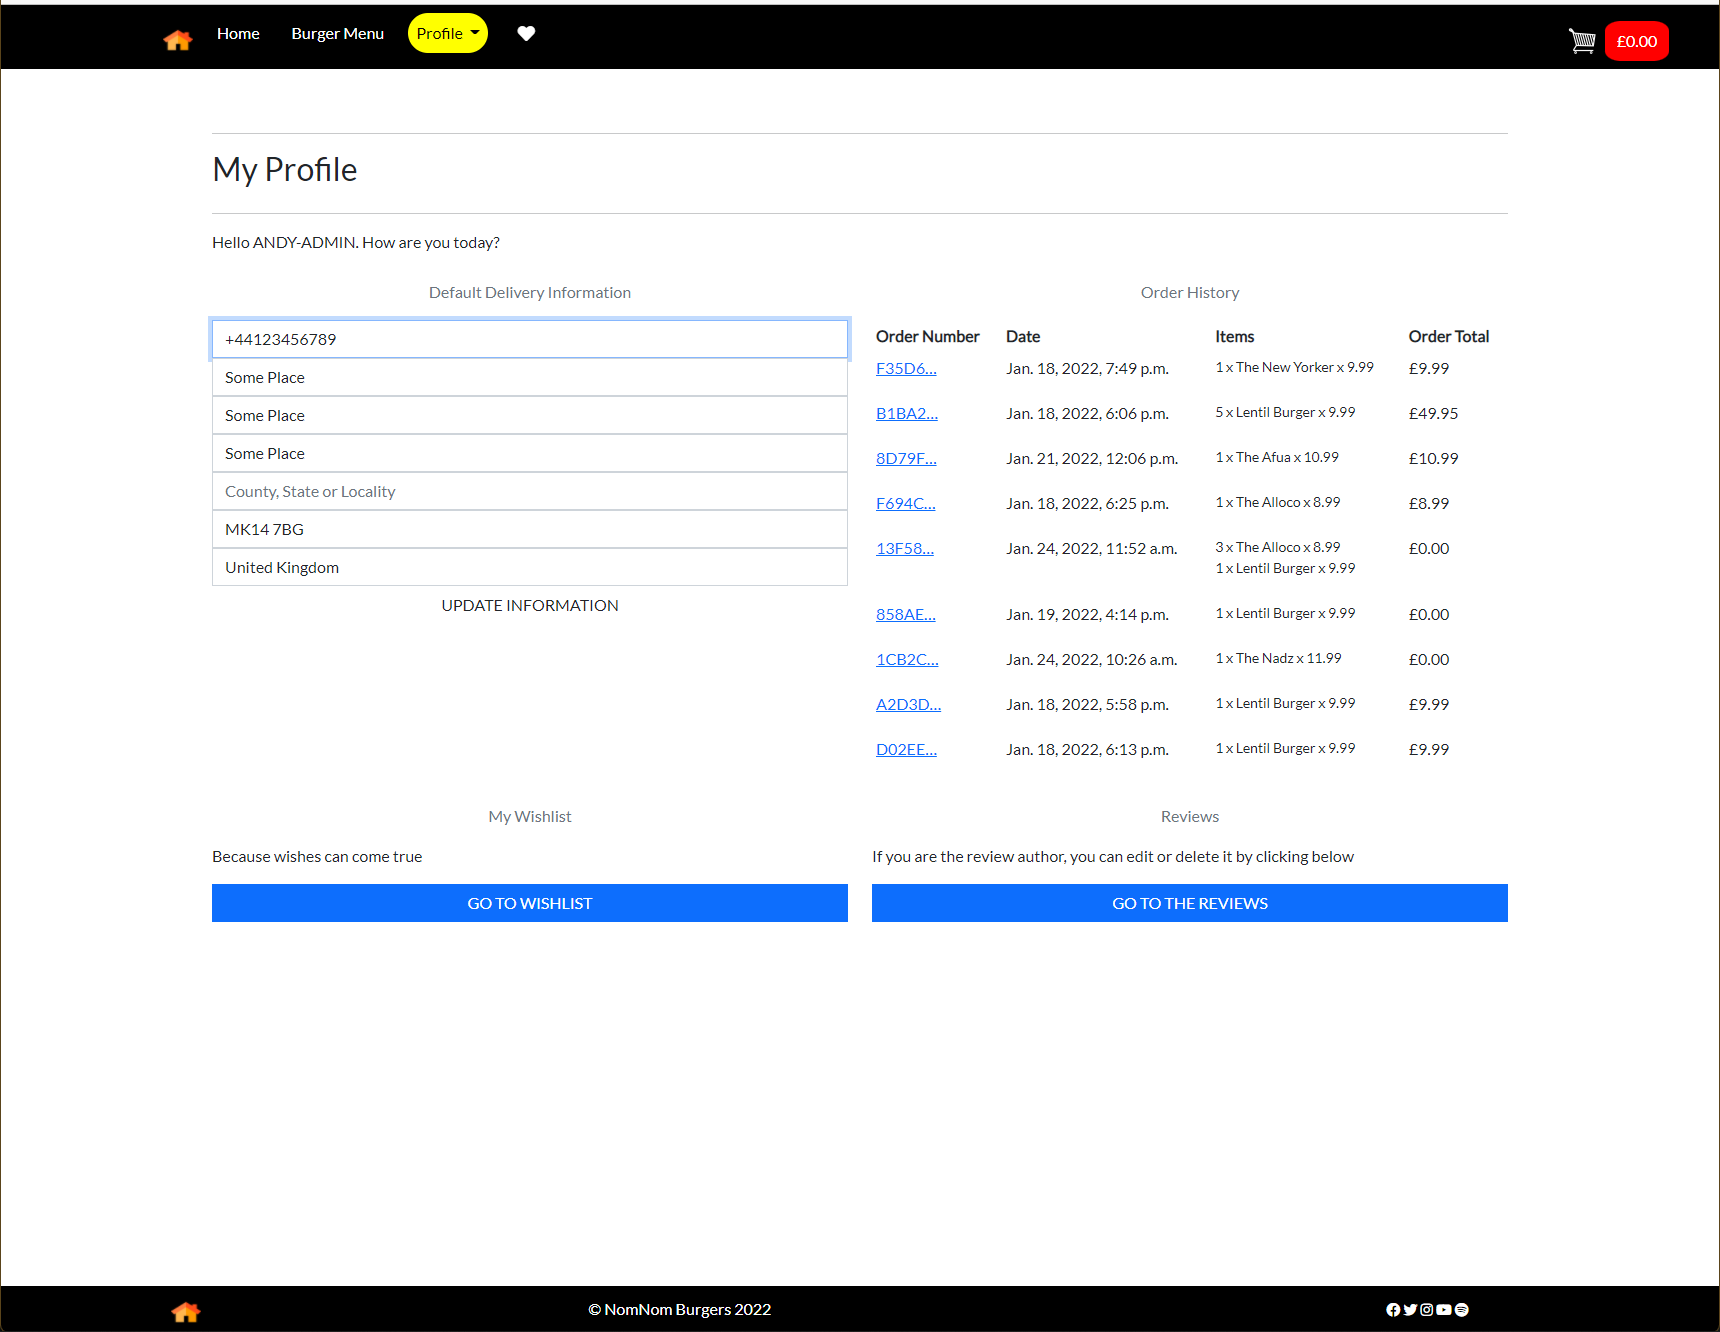 Home
Burger Menu
Profile
£0.00
My Profile
Hello ANDY-ADMIN. How are you today?
Default Delivery Information
+44123456789
Some Place
Some Place
Some Place
County, State or Locality
MK14 7BG
United Kingdom
UPDATE INFORMATION
Order History
Order Number Date Items Order Total
F35D6... Jan. 18, 2022, 7:49 p.m. 1 x The New Yorker x 9.99 £9.99
B1BA2... Jan. 18, 2022, 6:06 p.m. 5 x Lentil Burger x 9.99 £49.95
8D79F... Jan. 21, 2022, 12:06 p.m. 1 x The Afua x 10.99 £10.99
F694C... Jan. 18, 2022, 6:25 p.m. 1 x The Alloco x 8.99 £8.99
13F58... Jan. 24, 2022, 11:52 a.m. 3 x The Alloco x 8.99 £0.00
1 x Lentil Burger x 9.99
858AE... Jan. 19, 2022, 4:14 p.m. 1 x Lentil Burger x 9.99 £0.00
1CB2C... Jan. 24, 2022, 10:26 a.m. 1 x The Nadz x 11.99 £0.00
A2D3D... Jan. 18, 2022, 5:58 p.m. 1 x Lentil Burger x 9.99 £9.99
D02EE... Jan. 18, 2022, 6:13 p.m. 1 x Lentil Burger x 9.99 £9.99
My Wishlist
Because wishes can come true
GO TO WISHLIST
Reviews
If you are the review author, you can edit or delete it by clicking below
GO TO THE REVIEWS
© NomNom Burgers 2022